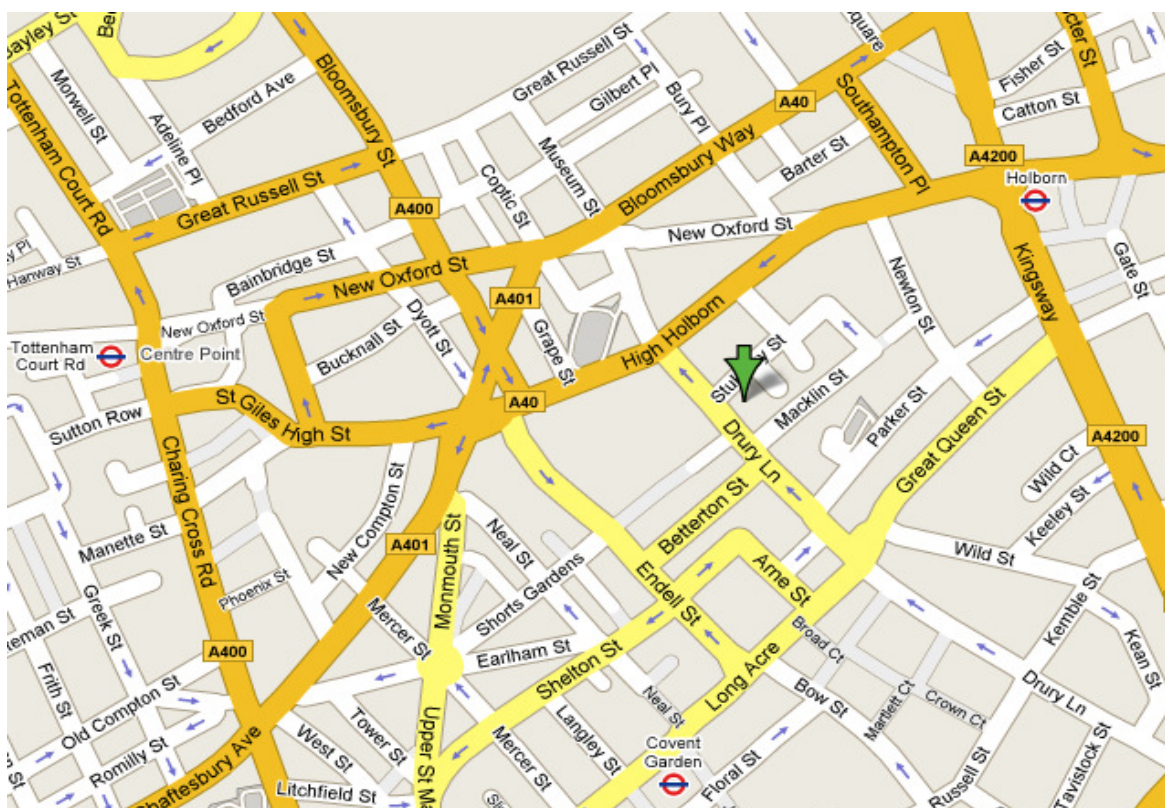 Bayley St
Morwell St
Bedford Ave
Adeline Pl
Bloomsbury St
Great Russell St
Gilbert Pl
Bury Pl
Square
Southampton Pl
Fisher St
Catton St
A40
A4200
Tottenham Court Rd
Great Russell St
A400
Coptic St
Museum St
Bloomsbury Way
Barter St
Holborn
Hanway St
Bainbridge St
New Oxford St
New Oxford St
Newton St
Kingsway
Gate St
A401
New Oxford St
Dyott St
Grape St
High Holborn
Tottenham
Court Rd
Centre Point
Bucknall St
Macklin St
Parker St
Sutton Row
St Giles High St
A40
Drury Ln
Great Queen St
A4200
Wild Ct
Keeley St
Charing Cross Rd
Manette St
New Compton St
A401
Monmouth St
Neal St
Shorts Gardens
Betterton St
Endell St
Arne St
Wild St
Kemble St
Kean St
Phoenix St
Greek St
Mercer St
Earlham St
Shelton St
Long Acre
Broad Ct
Bow St
Martlett Ct
Crown Ct
Drury Ln
Frith St
A400
Old Compton St
Romilly St
West St
Tower St
Mercer St
Langley St
Neal St
Covent
Garden
Floral St
Russell St
Tavistock St
Litchfield St